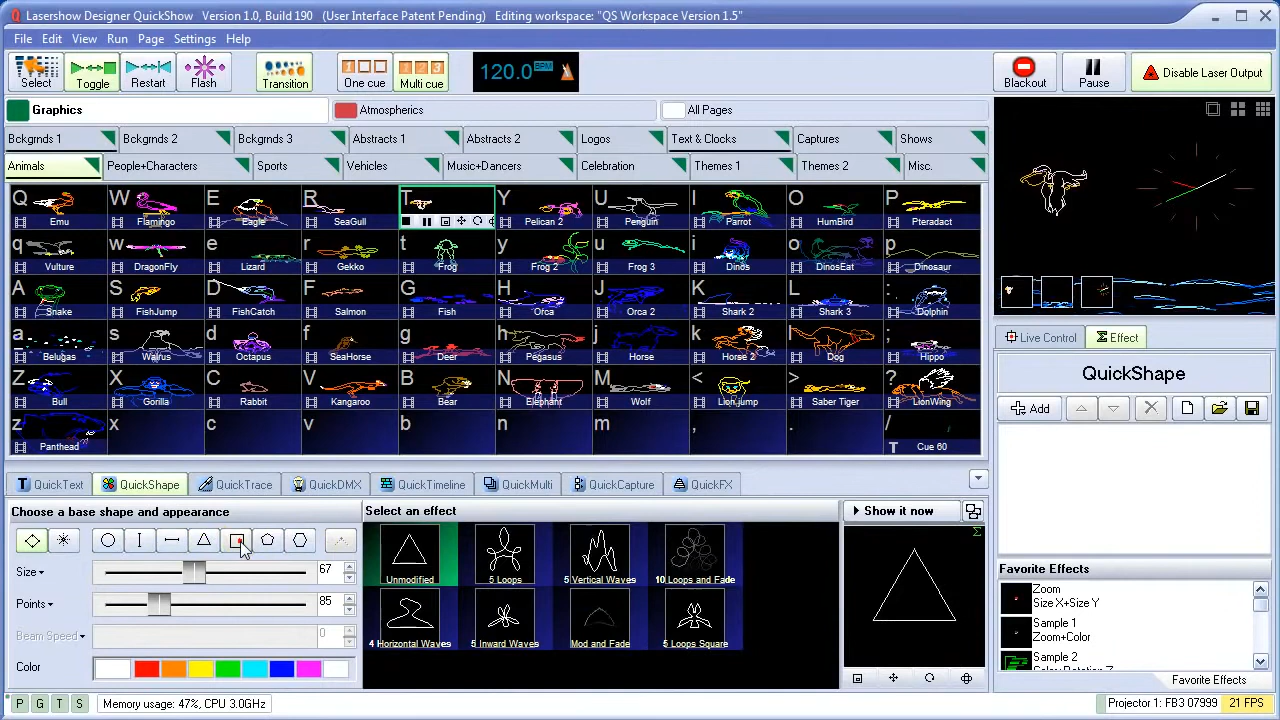 Lasershow Designer QuickShow Version 1.0, Build 190 (User Interface Patent Pending) Editing workspace: "QS Workspace Version 1.5"
File Edit View Run Page Settings Help
Select Toggle Restart Flash Transition One cue Multi cue 120.0 BPM Blackout Pause Disable Laser Output
Graphics Atmospherics All Pages
Bckgrnds 1 Bckgrnds 2 Bckgrnds 3 Abstracts 1 Abstracts 2 Logos Text & Clocks Captures Shows
Animals People+Characters Sports Vehicles Music+Dancers Celebration Themes 1 Themes 2 Misc.
Q W E R T Y U I O P
Emu Flamingo Eagle SeaGull Pelican 2 Penguin Parrot HumBird Pteradact
q w e r t y u i o p
Vulture DragonFly Lizard Gekko Frog Frog 2 Frog 3 Dinos DinosEat Dinosaur
A S D F G H J K L :
Snake FishJump FishCatch Salmon Fish Orca Orca 2 Shark 2 Shark 3 Dolphin
a s d f g h j k l ;
Belugas Walrus Octapus SeaHorse Deer Pegasus Horse Horse 2 Dog Hippo
Z X C V B N M < > ?
Bull Gorilla Rabbit Kangaroo Bear Elephant Wolf Lionjump Saber Tiger LionWing
z x c v b n m , . /
Panthead T Cue 60
Live Control Effect
QuickShape
Add
QuickText QuickShape QuickTrace QuickDMX QuickTimeline QuickMulti QuickCapture QuickFX
Choose a base shape and appearance
Size 67
Points 85
Beam Speed 0
Color
Select an effect
Unmodified 5 Loops 5 Vertical Waves 10 Loops and Fade
4 Horizontal Waves 5 Inward Waves Mod and Fade 5 Loops Square
Show it now
Favorite Effects
Zoom
Size X+Size Y
Sample 1
Zoom+Color
Sample 2
Favorite Effects
P G T S Memory usage: 47%, CPU 3.0GHz Projector 1: FB3 07999 21 FPS